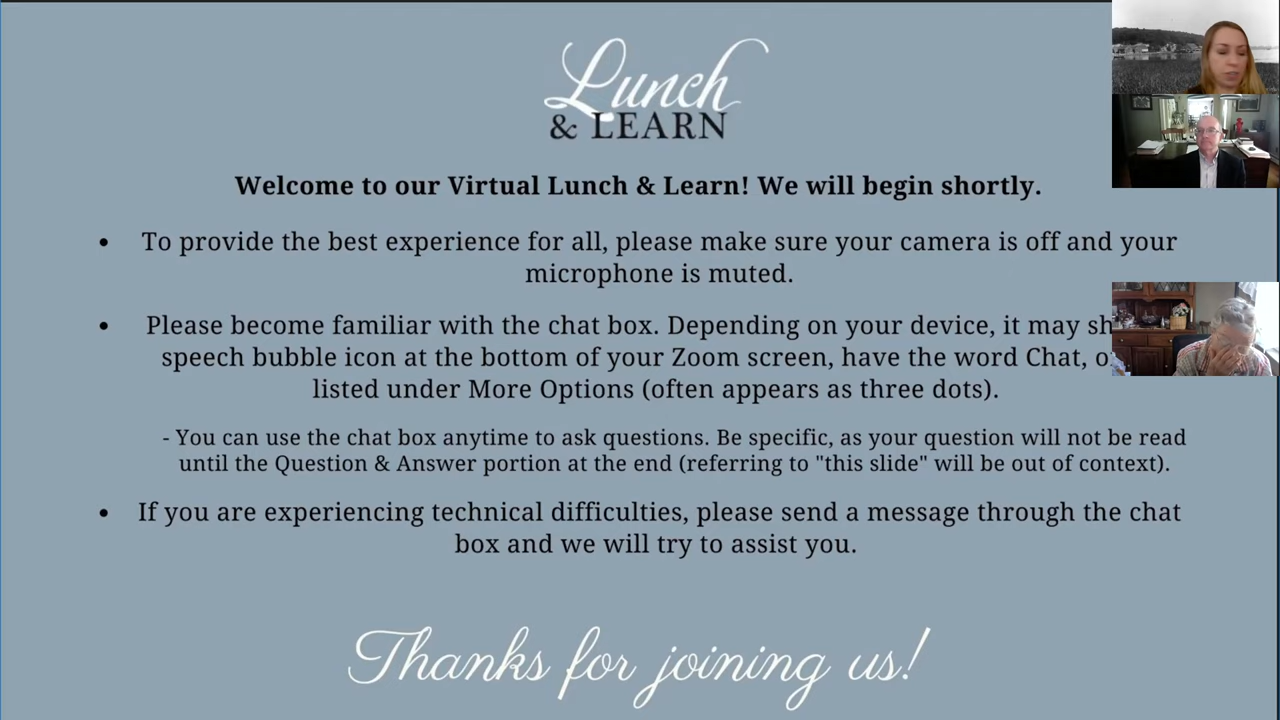 Lunch
& LEARN
Welcome to our Virtual Lunch & Learn! We will begin shortly.
• To provide the best experience for all, please make sure your camera is off and your
microphone is muted.
• Please become familiar with the chat box. Depending on your device, it may
speech bubble icon at the bottom of your Zoom screen, have the word Chat,
listed under More Options (often appears as three dots).
- You can use the chat box anytime to ask questions. Be specific, as your question will not be read
until the Question & Answer portion at the end (referring to "this slide" will be out of context).
• If you are experiencing technical difficulties, please send a message through the chat
box and we will try to assist you.
Thanks for joining us!